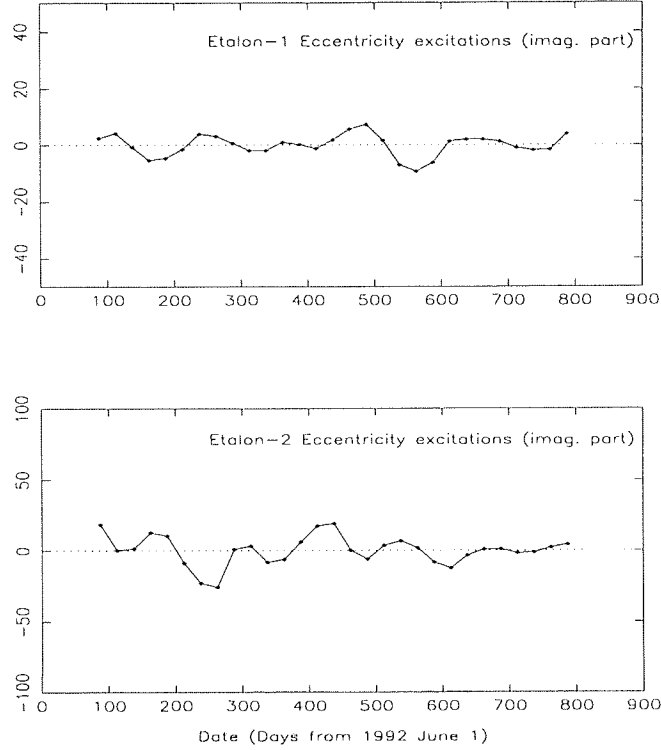 Etalon-1 Eccentricity excitations (imag. part)
40
20
0
-20
-40
0 100 200 300 400 500 600 700 800 900
Etalon-2 Eccentricity excitations (imag. part)
100
50
0
-50
-100
0 100 200 300 400 500 600 700 800 900
Date (Days from 1992 June 1)